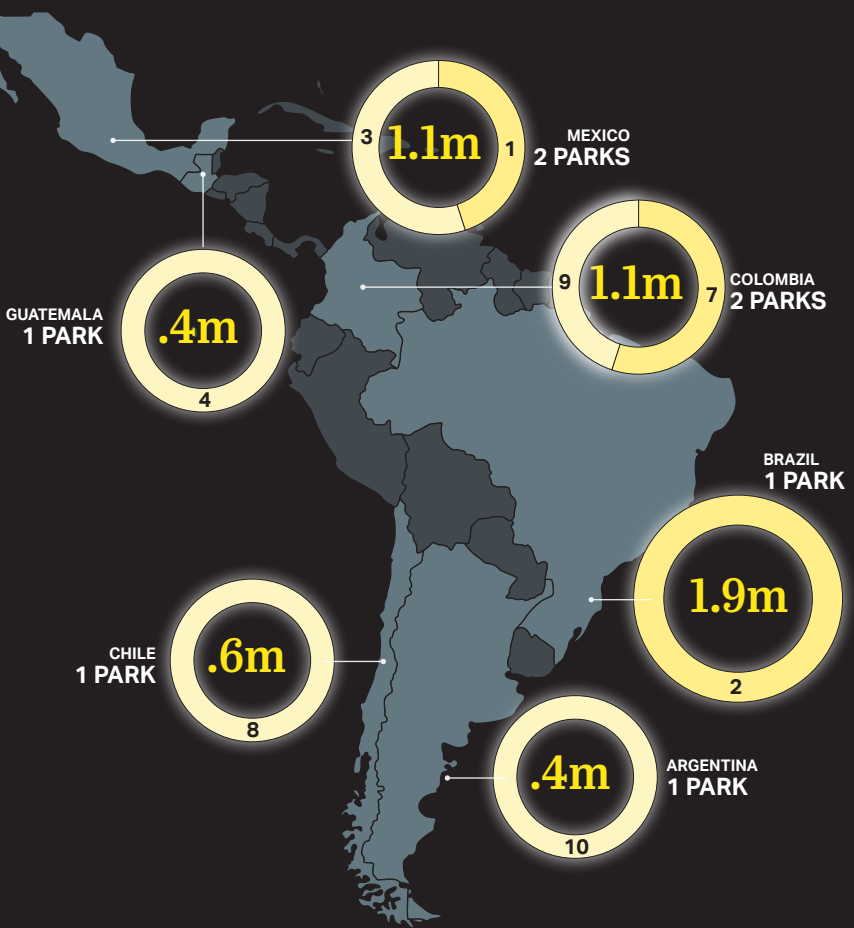 3
1.1m
1
MEXICO
2 PARKS
9
1.1m
7
COLOMBIA
2 PARKS
GUATEMALA
1 PARK
.4m
4
BRAZIL
1 PARK
1.9m
2
CHILE
1 PARK
.6m
8
.4m
10
ARGENTINA
1 PARK